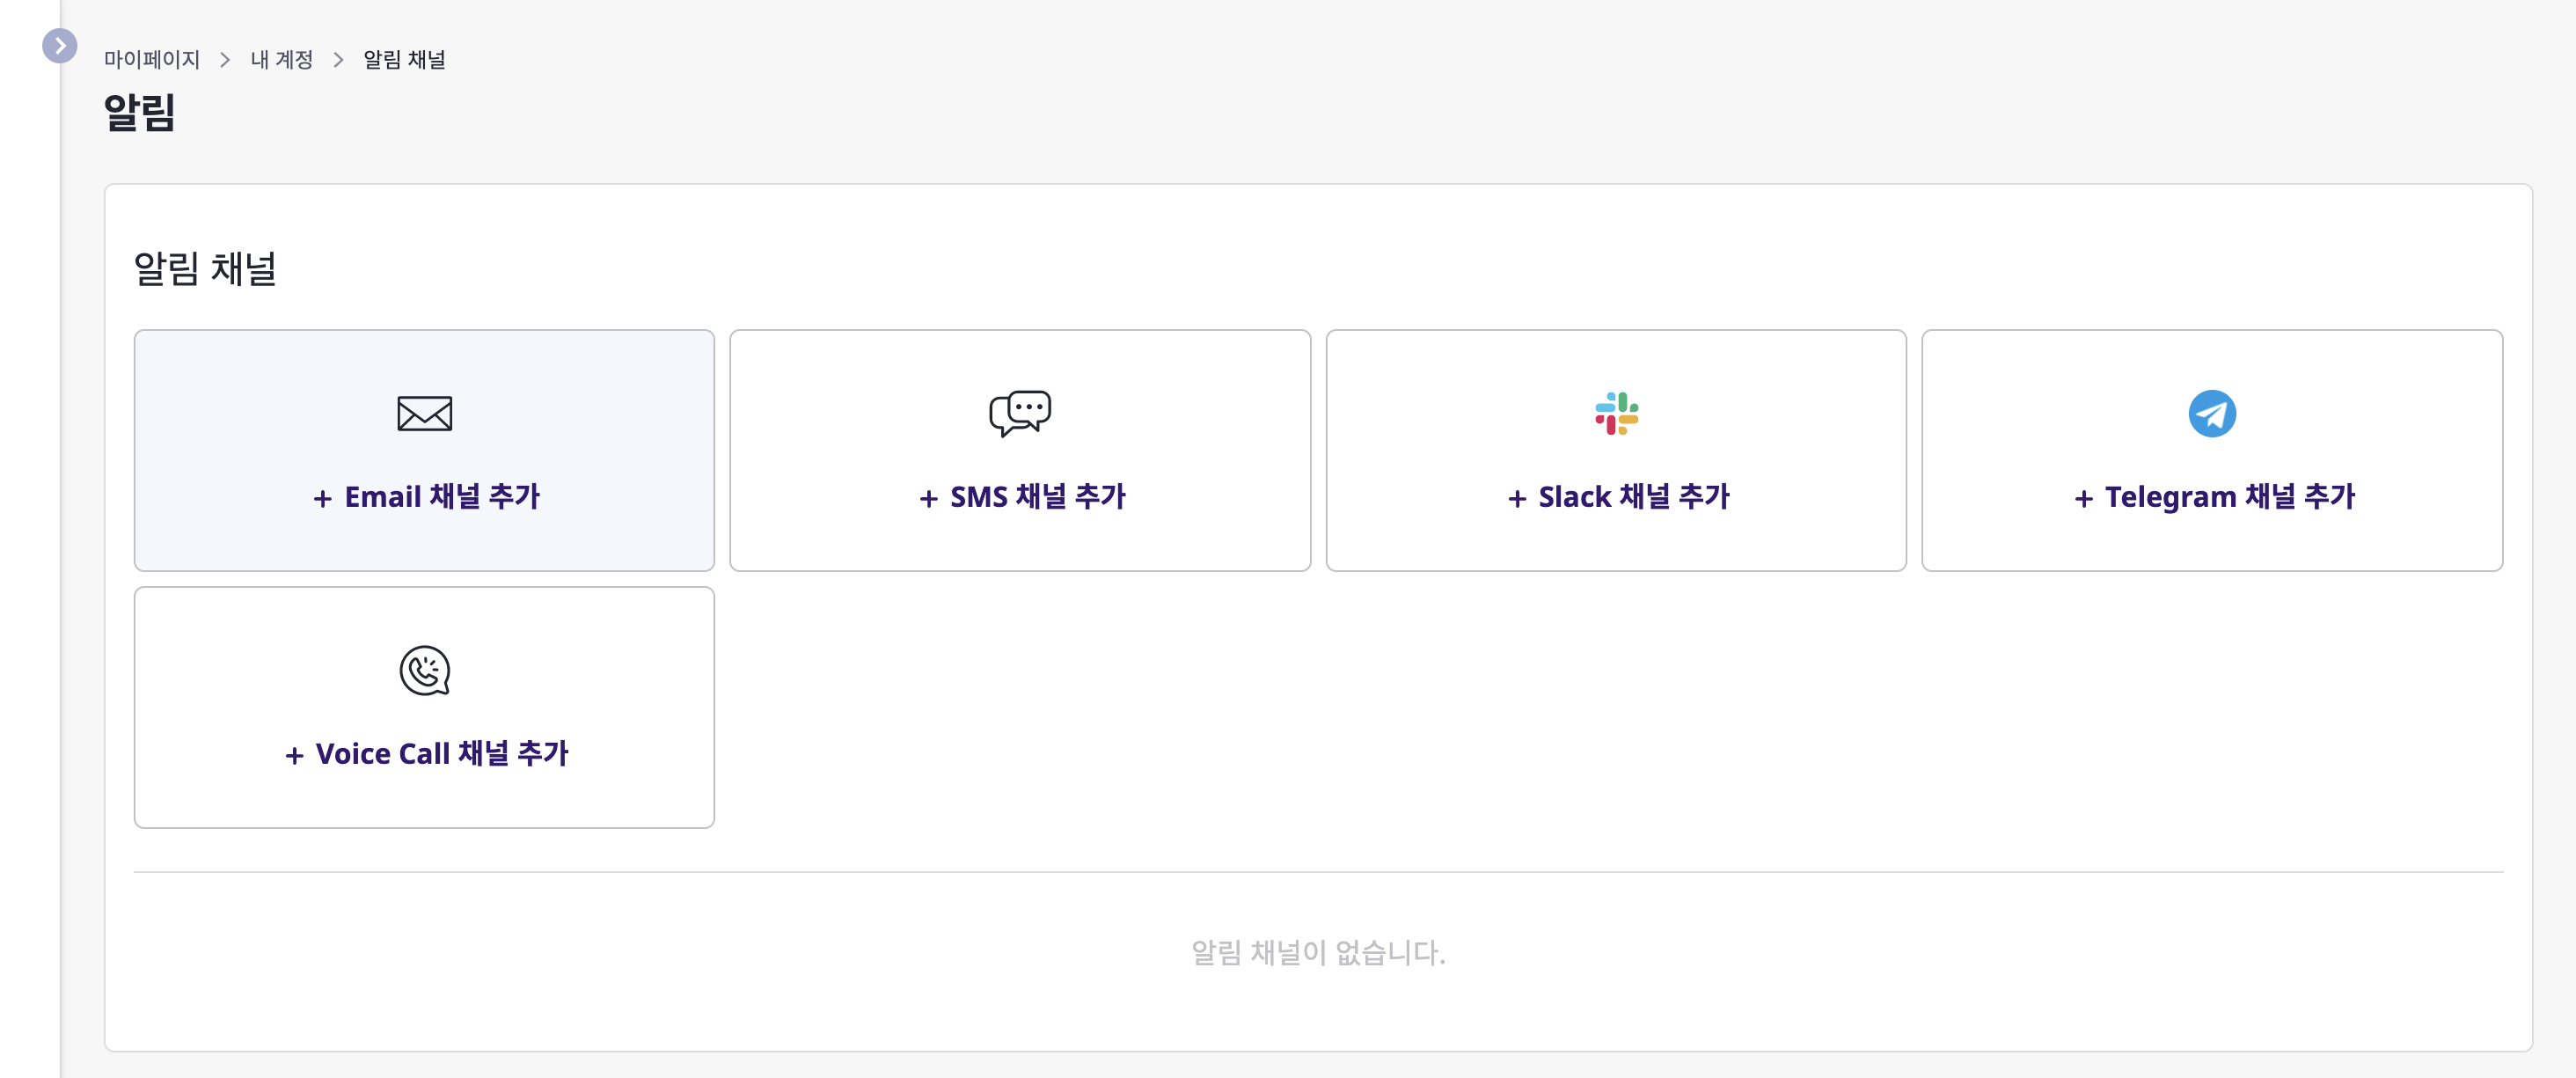 마이페이지 > 내 계정 > 알림 채널
알림
알림 채널
+ Email 채널 추가
+ SMS 채널 추가
+ Slack 채널 추가
+ Telegram 채널 추가
+ Voice Call 채널 추가
알림 채널이 없습니다.